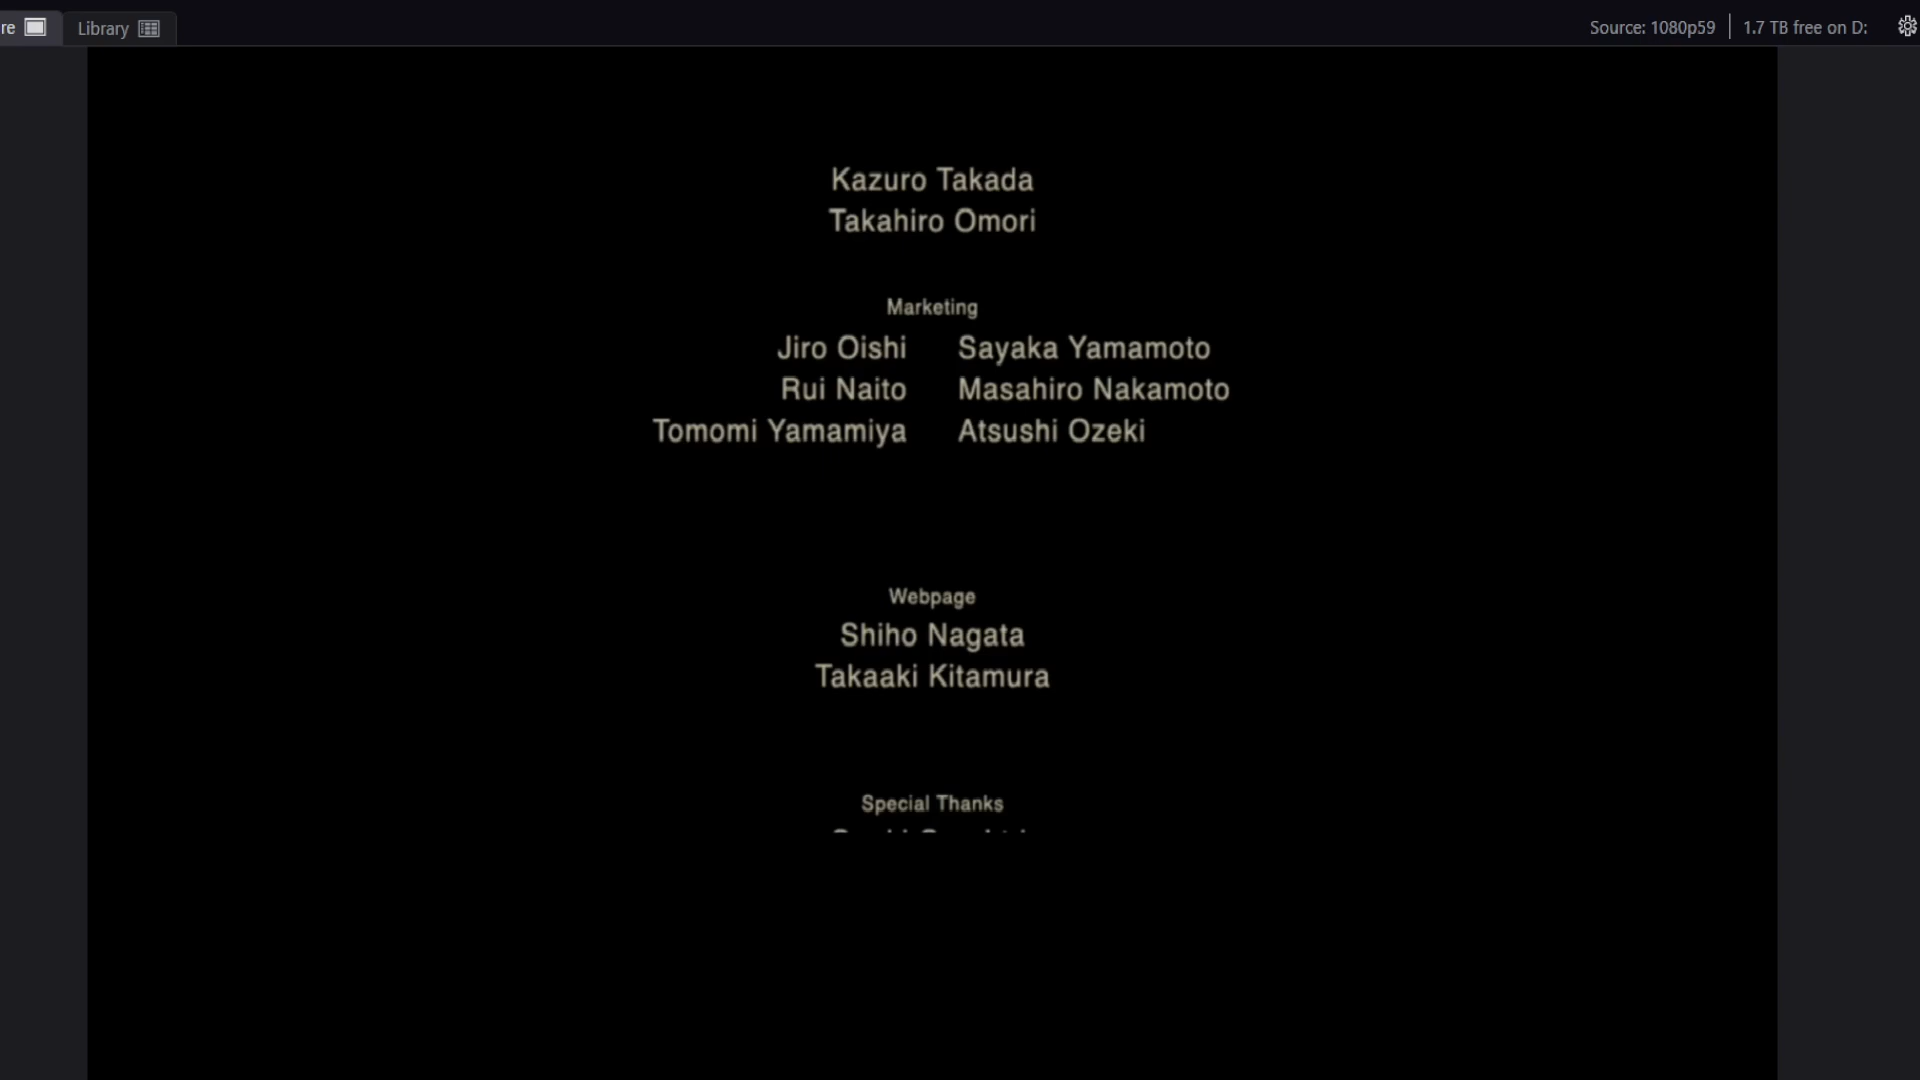 re Library Source: 1080p59 1.7 TB free on D:
Kazuro Takada
Takahiro Omori
Marketing
Jiro Oishi Sayaka Yamamoto
Rui Naito Masahiro Nakamoto
Tomomi Yamamiya Atsushi Ozeki
Webpage
Shiho Nagata
Takaaki Kitamura
Special Thanks